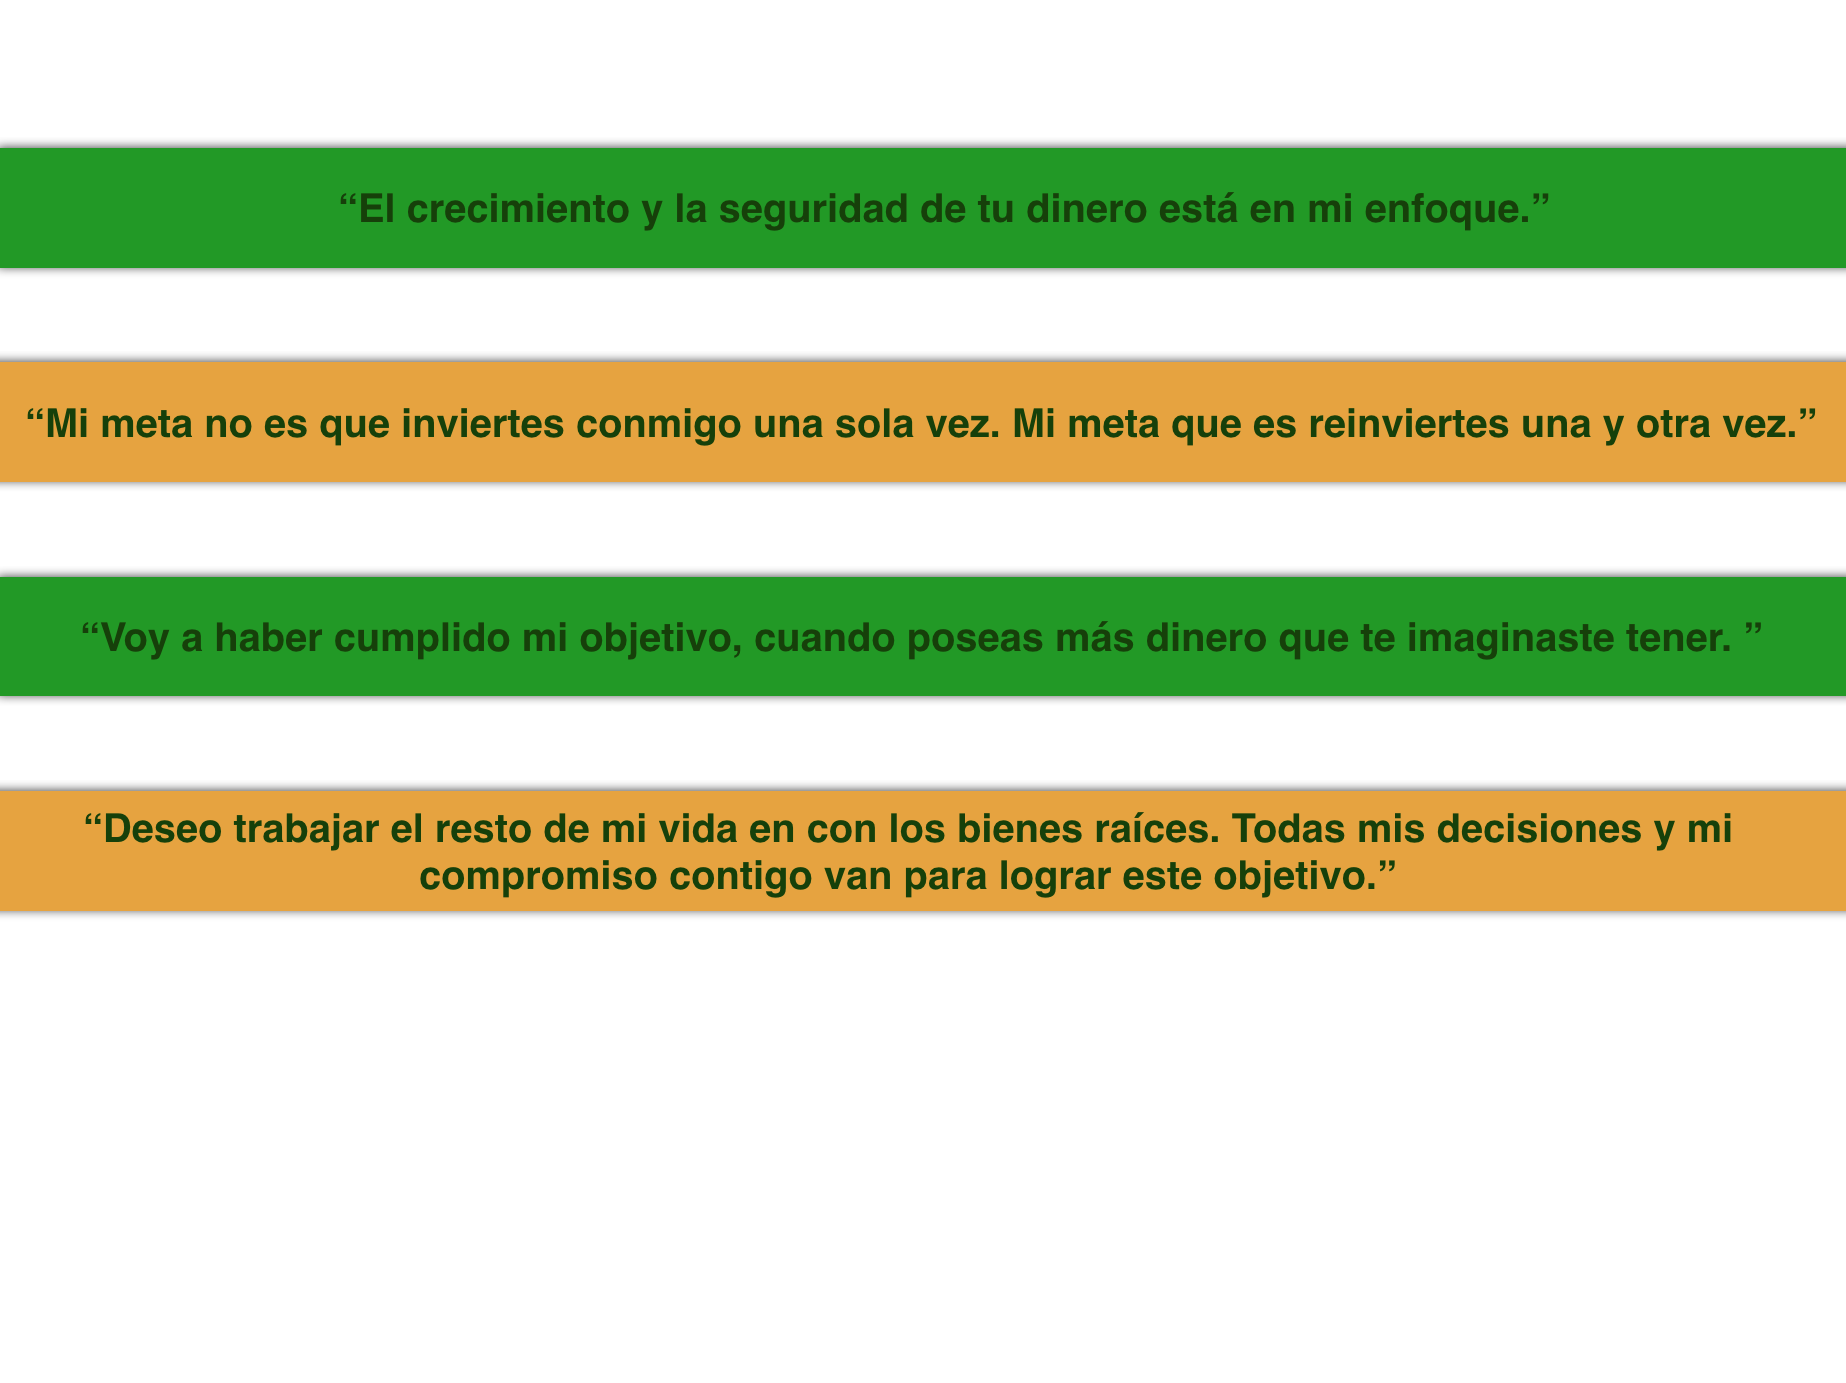 “El crecimiento y la seguridad de tu dinero está en mi enfoque.”
“Mi meta no es que inviertes conmigo una sola vez. Mi meta que es reinviertes una y otra vez.”
“Voy a haber cumplido mi objetivo, cuando poseas más dinero que te imaginaste tener. ”
“Deseo trabajar el resto de mi vida en con los bienes raíces. Todas mis decisiones y mi
compromiso contigo van para lograr este objetivo.”